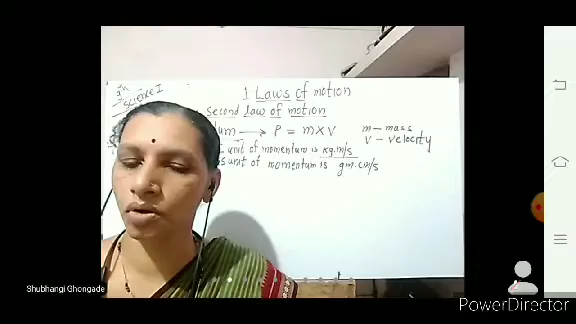 Science I
1 Laws of motion
second law of motion
→ P = m×v
m – mass
v – velocity
unit of momentum is kg.m/s
unit of momentum is gm.cm/s
Shubhangi Ghongade
PowerDirector